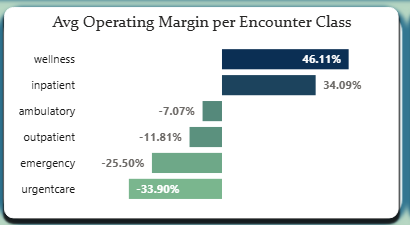 Avg Operating Margin per Encounter Class
wellness 46.11%
inpatient 34.09%
ambulatory -7.07%
outpatient -11.81%
emergency -25.50%
urgentcare -33.90%